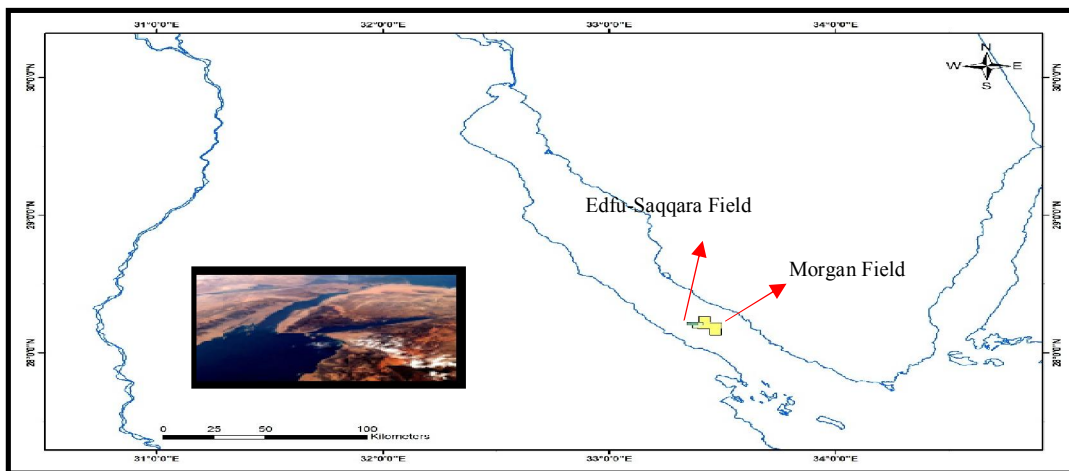 31°0'0"E 32°0'0"E 33°0'0"E 34°0'0"E
N
W E
S
30°0'0"N 30°0'0"N
Edfu-Saqqara Field
29°0'0"N 29°0'0"N
Morgan Field
28°0'0"N 28°0'0"N
0 25 50 100
Kilometers
31°0'0"E 32°0'0"E 33°0'0"E 34°0'0"E